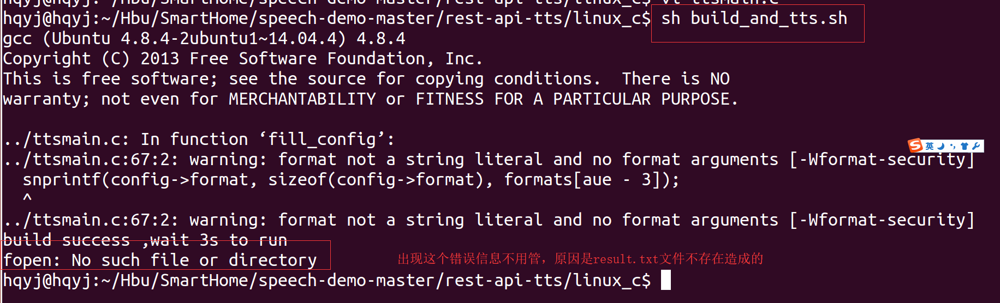 hqyj@hqyj:~/Hbu/SmartHome/speech-demo-master/rest-api-tts/linux_c$ vi ttsmain.c
hqyj@hqyj:~/Hbu/SmartHome/speech-demo-master/rest-api-tts/linux_c$ sh build_and_tts.sh
gcc (Ubuntu 4.8.4-2ubuntu1~14.04.4) 4.8.4
Copyright (C) 2013 Free Software Foundation, Inc.
This is free software; see the source for copying conditions.  There is NO
warranty; not even for MERCHANTABILITY or FITNESS FOR A PARTICULAR PURPOSE.
../ttsmain.c: In function ‘fill_config’:
英
../ttsmain.c:67:2: warning: format not a string literal and no format arguments [-Wformat-security]
  snprintf(config->format, sizeof(config->format), formats[aue - 3]);
  ^
../ttsmain.c:67:2: warning: format not a string literal and no format arguments [-Wformat-security]
build success ,wait 3s to run
fopen: No such file or directory
出现这个错误信息不用管，原因是result.txt文件不存在造成的
hqyj@hqyj:~/Hbu/SmartHome/speech-demo-master/rest-api-tts/linux_c$